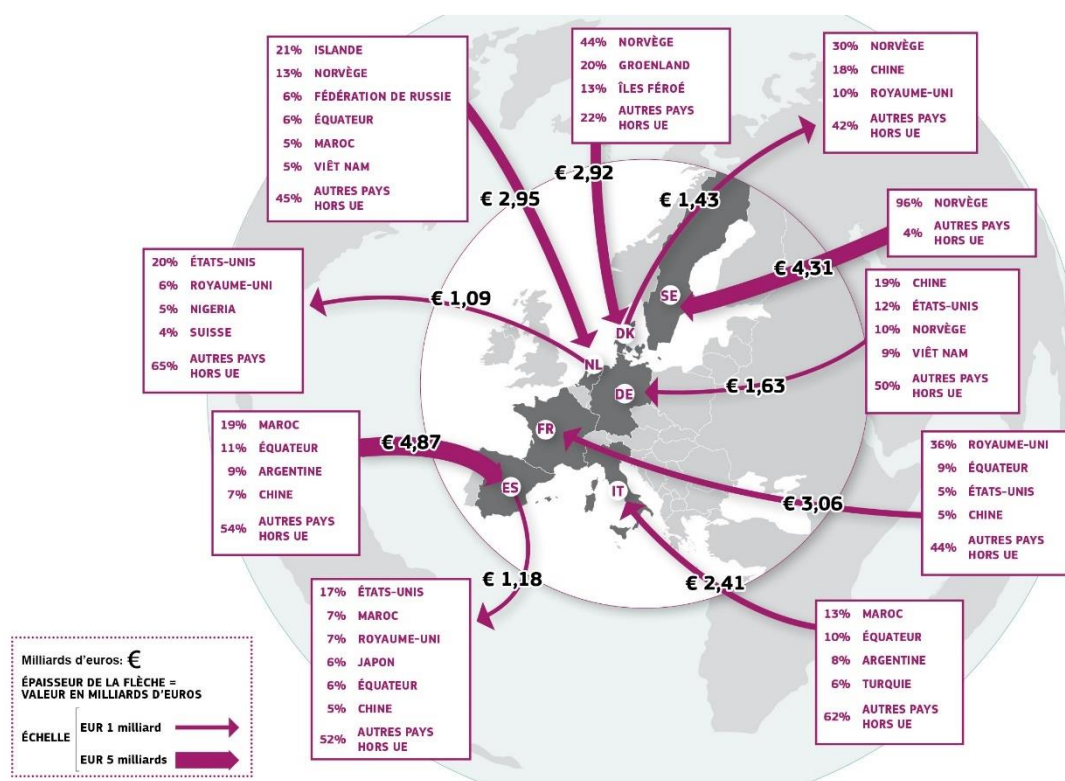 21% ISLANDE
13% NORVÈGE
6% FÉDÉRATION DE RUSSIE
6% ÉQUATEUR
5% MAROC
5% VIÊT NAM
45% AUTRES PAYS
HORS UE
44% NORVÈGE
20% GROENLAND
13% ÎLES FÉROÉ
22% AUTRES PAYS
HORS UE
30% NORVÈGE
18% CHINE
10% ROYAUME-UNI
42% AUTRES PAYS
HORS UE
€ 2,95
€ 2,92
€ 1,43
96% NORVÈGE
4% AUTRES PAYS
HORS UE
€ 4,31
20% ÉTATS-UNIS
6% ROYAUME-UNI
5% NIGERIA
4% SUISSE
65% AUTRES PAYS
HORS UE
€ 1,09
SE
DK
NL
DE
19% CHINE
12% ÉTATS-UNIS
10% NORVÈGE
9% VIÊT NAM
50% AUTRES PAYS
HORS UE
€ 1,63
19% MAROC
11% ÉQUATEUR
9% ARGENTINE
7% CHINE
54% AUTRES PAYS
HORS UE
€ 4,87
FR
ES
IT
36% ROYAUME-UNI
9% ÉQUATEUR
5% ÉTATS-UNIS
5% CHINE
44% AUTRES PAYS
HORS UE
€ 3,06
€ 1,18
€ 2,41
17% ÉTATS-UNIS
7% MAROC
7% ROYAUME-UNI
6% JAPON
6% ÉQUATEUR
5% CHINE
52% AUTRES PAYS
HORS UE
13% MAROC
10% ÉQUATEUR
8% ARGENTINE
6% TURQUIE
62% AUTRES PAYS
HORS UE
Milliards d'euros: €
ÉPAISSEUR DE LA FLÈCHE =
VALEUR EN MILLIARDS D'EUROS
ÉCHELLE
EUR 1 milliard
EUR 5 milliards